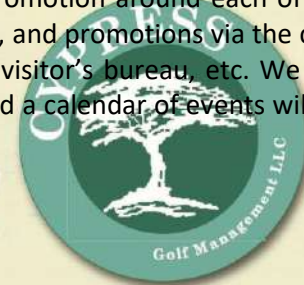 omotion around each of
, and promotions via the c
visitor's bureau, etc. We
d a calendar of events wil
CYPRESS
Golf Management LLC